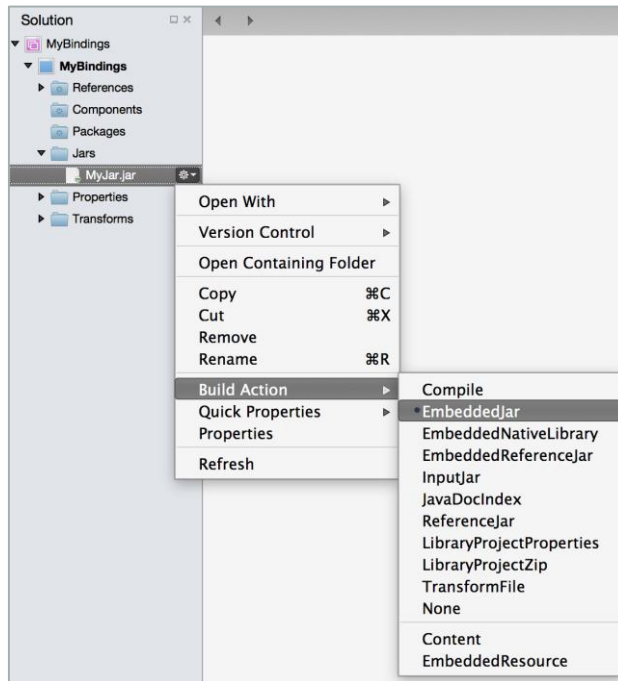 Solution
MyBindings
MyBindings
References
Components
Packages
Jars
MyJar.jar
Properties
Transforms
Open With
Version Control
Open Containing Folder
Copy ⌘C
Cut ⌘X
Remove
Rename ⌘R
Build Action
Quick Properties
Properties
Refresh
Compile
EmbeddedJar
EmbeddedNativeLibrary
EmbeddedReferenceJar
InputJar
JavaDocIndex
ReferenceJar
LibraryProjectProperties
LibraryProjectZip
TransformFile
None
Content
EmbeddedResource